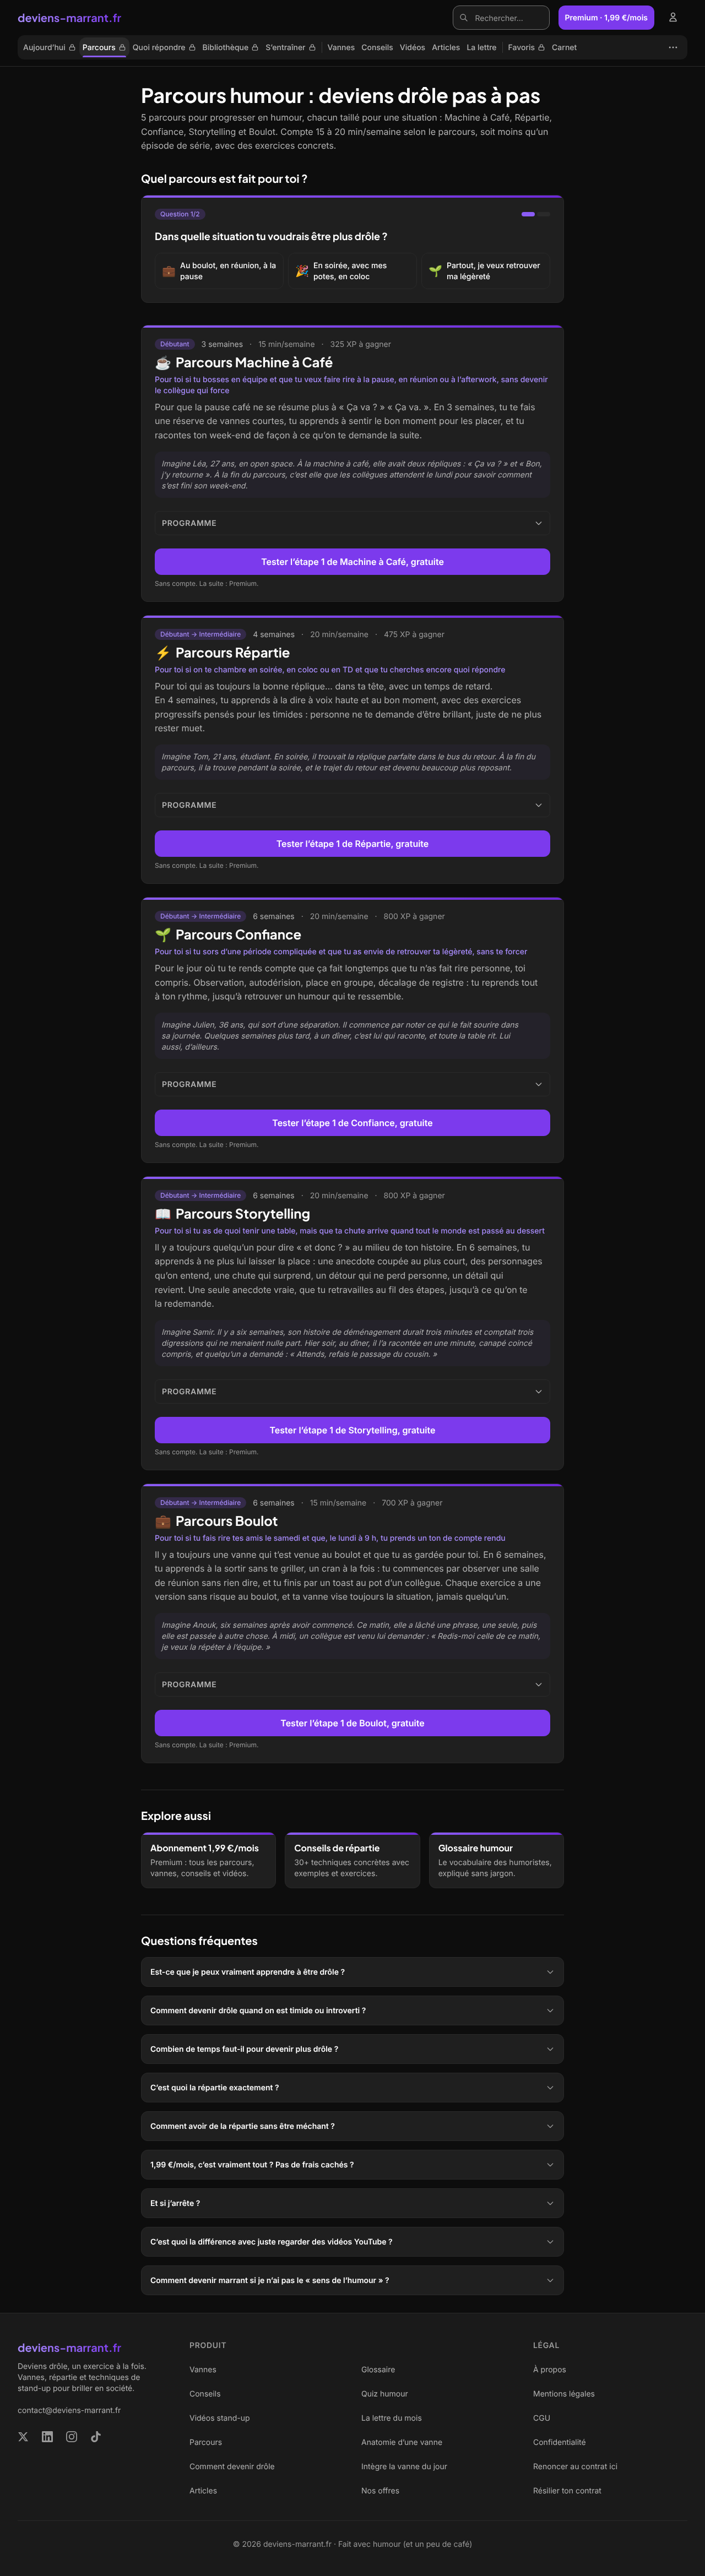 deviens-marrant.fr
Rechercher...
Premium · 1,99 €/mois
Aujourd’hui
Parcours
Quoi répondre
Bibliothèque
S’entraîner
Vannes
Conseils
Vidéos
Articles
La lettre
Favoris
Carnet
Parcours humour : deviens drôle pas à pas
5 parcours pour progresser en humour, chacun taillé pour une situation : Machine à Café, Répartie,
Confiance, Storytelling et Boulot. Compte 15 à 20 min/semaine selon le parcours, soit moins qu’un
épisode de série, avec des exercices concrets.
Quel parcours est fait pour toi ?
Question 1/2
Dans quelle situation tu voudrais être plus drôle ?
Au boulot, en réunion, à la
pause
En soirée, avec mes
potes, en coloc
Partout, je veux retrouver
ma légèreté
Débutant
3 semaines · 15 min/semaine · 325 XP à gagner
Parcours Machine à Café
Pour toi si tu bosses en équipe et que tu veux faire rire à la pause, en réunion ou à l’afterwork, sans devenir
le collègue qui force
Pour que la pause café ne se résume plus à « Ça va ? » « Ça va. ». En 3 semaines, tu te fais
une réserve de vannes courtes, tu apprends à sentir le bon moment pour les placer, et tu
racontes ton week-end de façon à ce qu’on te demande la suite.
Imagine Léa, 27 ans, en open space. À la machine à café, elle avait deux répliques : « Ça va ? » et « Bon,
j’y retourne ». À la fin du parcours, c’est elle que les collègues attendent le lundi pour savoir comment
s’est fini son week-end.
PROGRAMME
Tester l’étape 1 de Machine à Café, gratuite
Sans compte. La suite : Premium.
Débutant → Intermédiaire
4 semaines · 20 min/semaine · 475 XP à gagner
Parcours Répartie
Pour toi si on te chambre en soirée, en coloc ou en TD et que tu cherches encore quoi répondre
Pour toi qui as toujours la bonne réplique… dans ta tête, avec un temps de retard.
En 4 semaines, tu apprends à la dire à voix haute et au bon moment, avec des exercices
progressifs pensés pour les timides : personne ne te demande d’être brillant, juste de ne plus
rester muet.
Imagine Tom, 21 ans, étudiant. En soirée, il trouvait la réplique parfaite dans le bus du retour. À la fin du
parcours, il la trouve pendant la soirée, et le trajet du retour est devenu beaucoup plus reposant.
PROGRAMME
Tester l’étape 1 de Répartie, gratuite
Sans compte. La suite : Premium.
Débutant → Intermédiaire
6 semaines · 20 min/semaine · 800 XP à gagner
Parcours Confiance
Pour toi si tu sors d’une période compliquée et que tu as envie de retrouver ta légèreté, sans te forcer
Pour le jour où tu te rends compte que ça fait longtemps que tu n’as fait rire personne, toi
compris. Observation, autodérision, place en groupe, décalage de registre : tu reprends tout
à ton rythme, jusqu’à retrouver un humour qui te ressemble.
Imagine Julien, 36 ans, qui sort d’une séparation. Il commence par noter ce qui le fait sourire dans
sa journée. Quelques semaines plus tard, à un dîner, c’est lui qui raconte, et toute la table rit. Lui
aussi, d’ailleurs.
PROGRAMME
Tester l’étape 1 de Confiance, gratuite
Sans compte. La suite : Premium.
Débutant → Intermédiaire
6 semaines · 20 min/semaine · 800 XP à gagner
Parcours Storytelling
Pour toi si tu as de quoi tenir une table, mais que ta chute arrive quand tout le monde est passé au dessert
Il y a toujours quelqu’un pour dire « et donc ? » au milieu de ton histoire. En 6 semaines, tu
apprends à ne plus lui laisser la place : une anecdote coupée au plus court, des personnages
qu’on entend, une chute qui surprend, un détour qui ne perd personne, un détail qui
revient. Une seule anecdote vraie, que tu retravailles au fil des étapes, jusqu’à ce qu’on te
la redemande.
Imagine Samir. Il y a six semaines, son histoire de déménagement durait trois minutes et comptait trois
digressions qui ne menaient nulle part. Hier soir, au dîner, il l’a racontée en une minute, canapé coincé
compris, et quelqu’un a demandé : « Attends, refais le passage du cousin. »
PROGRAMME
Tester l’étape 1 de Storytelling, gratuite
Sans compte. La suite : Premium.
Débutant → Intermédiaire
6 semaines · 15 min/semaine · 700 XP à gagner
Parcours Boulot
Pour toi si tu fais rire tes amis le samedi et que, le lundi à 9 h, tu prends un ton de compte rendu
Il y a toujours une vanne qui t’est venue au boulot et que tu as gardée pour toi. En 6 semaines,
tu apprends à la sortir sans te griller, un cran à la fois : tu commences par observer une salle
de réunion sans rien dire, et tu finis par un toast au pot d’un collègue. Chaque exercice a une
version sans risque au boulot, et ta vanne vise toujours la situation, jamais quelqu’un.
Imagine Anouk, six semaines après avoir commencé. Ce matin, elle a lâché une phrase, une seule, puis
elle est passée à autre chose. À midi, un collègue est venu lui demander : « Redis-moi celle de ce matin,
je veux la répéter à l’équipe. »
PROGRAMME
Tester l’étape 1 de Boulot, gratuite
Sans compte. La suite : Premium.
Explore aussi
Abonnement 1,99 €/mois
Premium : tous les parcours,
vannes, conseils et vidéos.
Conseils de répartie
30+ techniques concrètes avec
exemples et exercices.
Glossaire humour
Le vocabulaire des humoristes,
expliqué sans jargon.
Questions fréquentes
Est-ce que je peux vraiment apprendre à être drôle ?
Comment devenir drôle quand on est timide ou introverti ?
Combien de temps faut-il pour devenir plus drôle ?
C’est quoi la répartie exactement ?
Comment avoir de la répartie sans être méchant ?
1,99 €/mois, c’est vraiment tout ? Pas de frais cachés ?
Et si j’arrête ?
C’est quoi la différence avec juste regarder des vidéos YouTube ?
Comment devenir marrant si je n’ai pas le « sens de l’humour » ?
deviens-marrant.fr
Deviens drôle, un exercice à la fois.
Vannes, répartie et techniques de
stand-up pour briller en société.
contact@deviens-marrant.fr
PRODUIT
Vannes
Conseils
Vidéos stand-up
Parcours
Comment devenir drôle
Articles
Glossaire
Quiz humour
La lettre du mois
Anatomie d’une vanne
Intègre la vanne du jour
Nos offres
LÉGAL
À propos
Mentions légales
CGU
Confidentialité
Renoncer au contrat ici
Résilier ton contrat
© 2026 deviens-marrant.fr · Fait avec humour (et un peu de café)